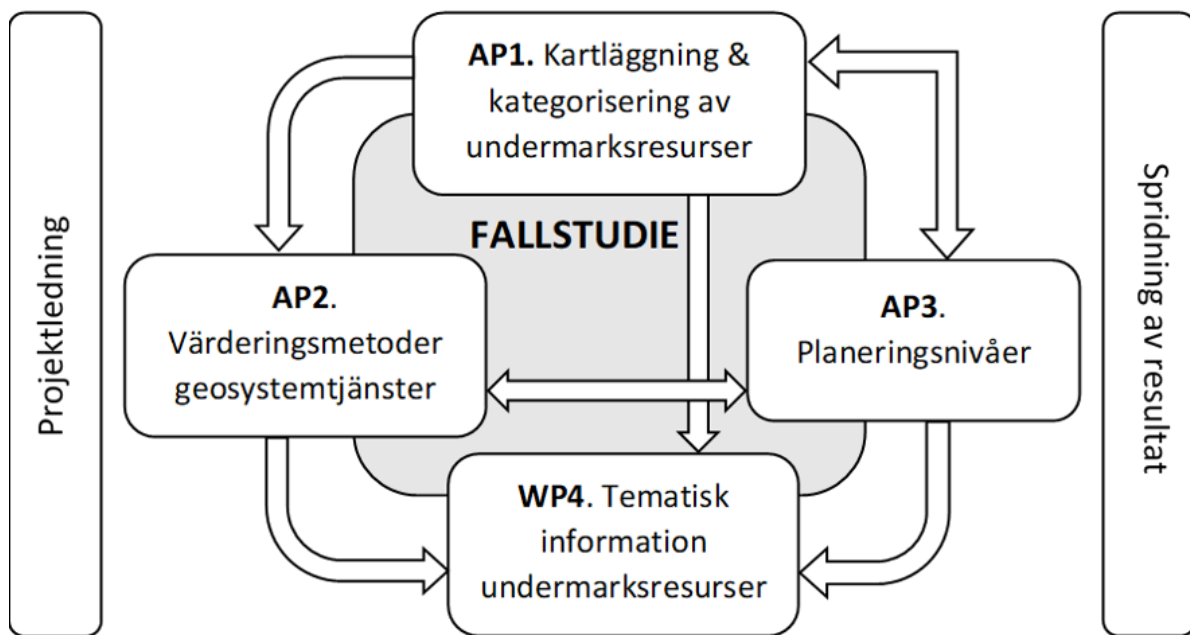 Projektledning
AP1. Kartläggning &
kategorisering av
undermarksresurser
FALLSTUDIE
AP2.
Värderingsmetoder
geosystemtjänster
AP3.
Planeringsnivåer
WP4. Tematisk
information
undermarksresurser
Spridning av resultat